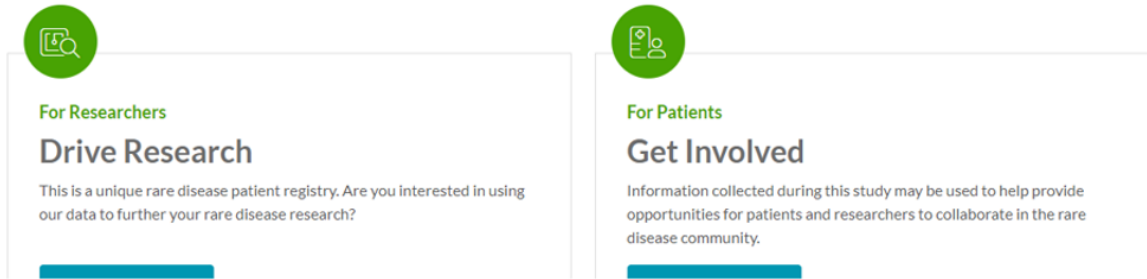 For Researchers
Drive Research
This is a unique rare disease patient registry. Are you interested in using
our data to further your rare disease research?
For Patients
Get Involved
Information collected during this study may be used to help provide
opportunities for patients and researchers to collaborate in the rare
disease community.